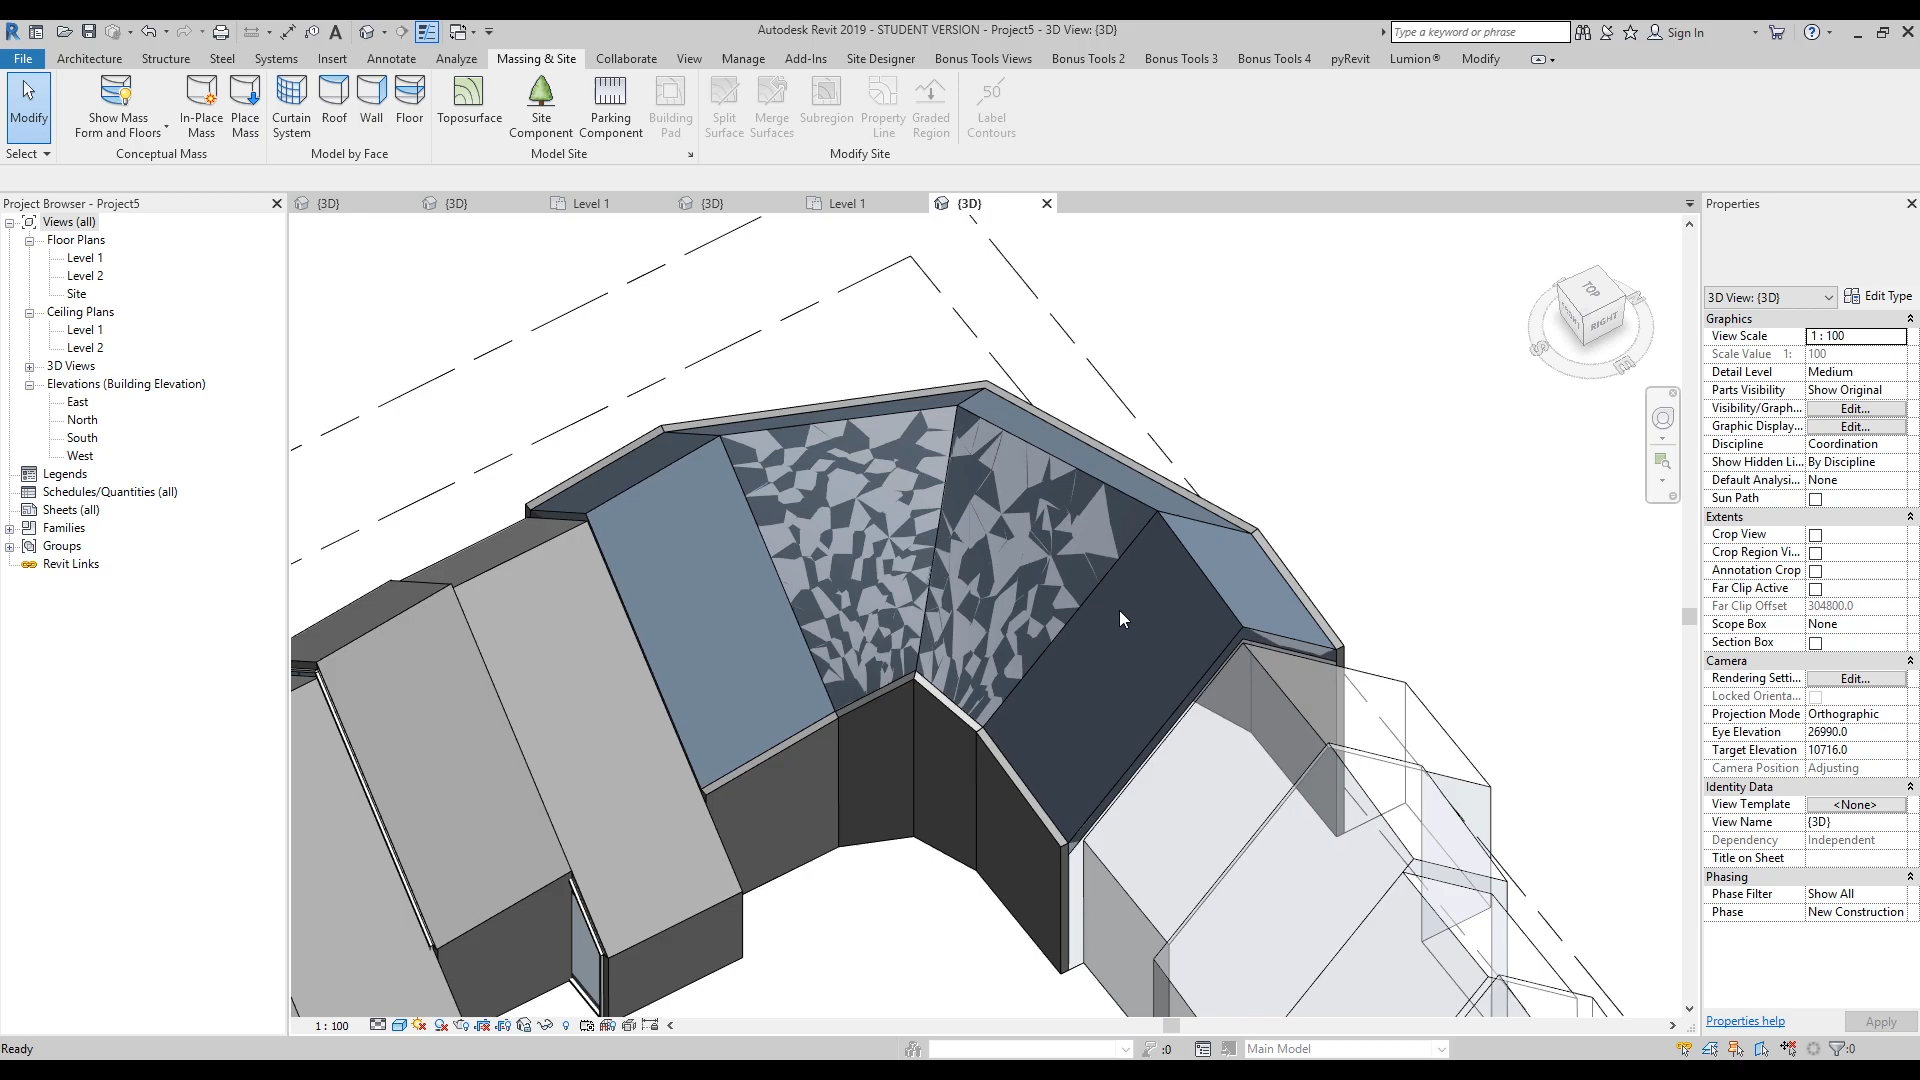 Autodesk Revit 2019 - STUDENT VERSION - Project5 - 3D View: {3D}
Type a keyword or phrase
Sign In
File Architecture Structure Steel Systems Insert Annotate Analyze Massing & Site Collaborate View Manage Add-Ins Site Designer Bonus Tools Views Bonus Tools 2 Bonus Tools 3 Bonus Tools 4 pyRevit Lumion® Modify
Modify
Show Mass Form and Floors
In-Place Mass
Place Mass
Curtain System
Roof
Wall
Floor
Toposurface
Site Component
Parking Component
Building Pad
Split Surface
Merge Surfaces
Subregion
Property Line
Graded Region
50
Label Contours
Select
Conceptual Mass
Model by Face
Model Site
Modify Site
Project Browser - Project5
{3D}
{3D}
Level 1
{3D}
Level 1
{3D}
Views (all)
Floor Plans
Level 1
Level 2
Site
Ceiling Plans
Level 1
Level 2
3D Views
Elevations (Building Elevation)
East
North
South
West
Legends
Schedules/Quantities (all)
Sheets (all)
Families
Groups
Revit Links
TOP
RIGHT
S
E
Properties
3D View: {3D}
Edit Type
Graphics
View Scale 1 : 100
Scale Value 1: 100
Detail Level Medium
Parts Visibility Show Original
Visibility/Graph... Edit...
Graphic Display... Edit...
Discipline Coordination
Show Hidden Li... By Discipline
Default Analysi... None
Sun Path
Extents
Crop View
Crop Region Vi...
Annotation Crop
Far Clip Active
Far Clip Offset 304800.0
Scope Box None
Section Box
Camera
Rendering Setti... Edit...
Locked Orienta...
Projection Mode Orthographic
Eye Elevation 26990.0
Target Elevation 10716.0
Camera Position Adjusting
Identity Data
View Template <None>
View Name {3D}
Dependency Independent
Title on Sheet
Phasing
Phase Filter Show All
Phase New Construction
Properties help
Apply
1 : 100
Ready
:0
Main Model
:0